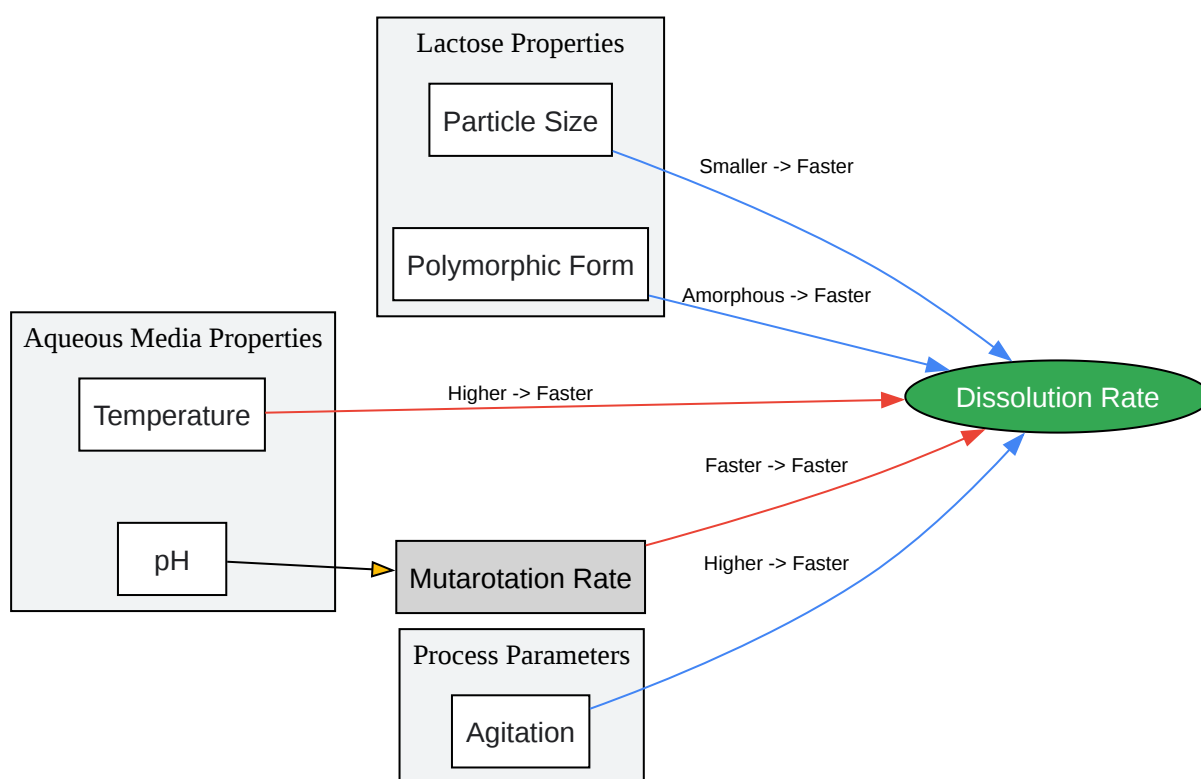 Lactose Properties
Particle Size
Smaller -> Faster
Polymorphic Form
Amorphous -> Faster
Aqueous Media Properties
Temperature
Higher -> Faster
Dissolution Rate
Faster -> Faster
pH
Mutarotation Rate
Higher -> Faster
Process Parameters
Agitation